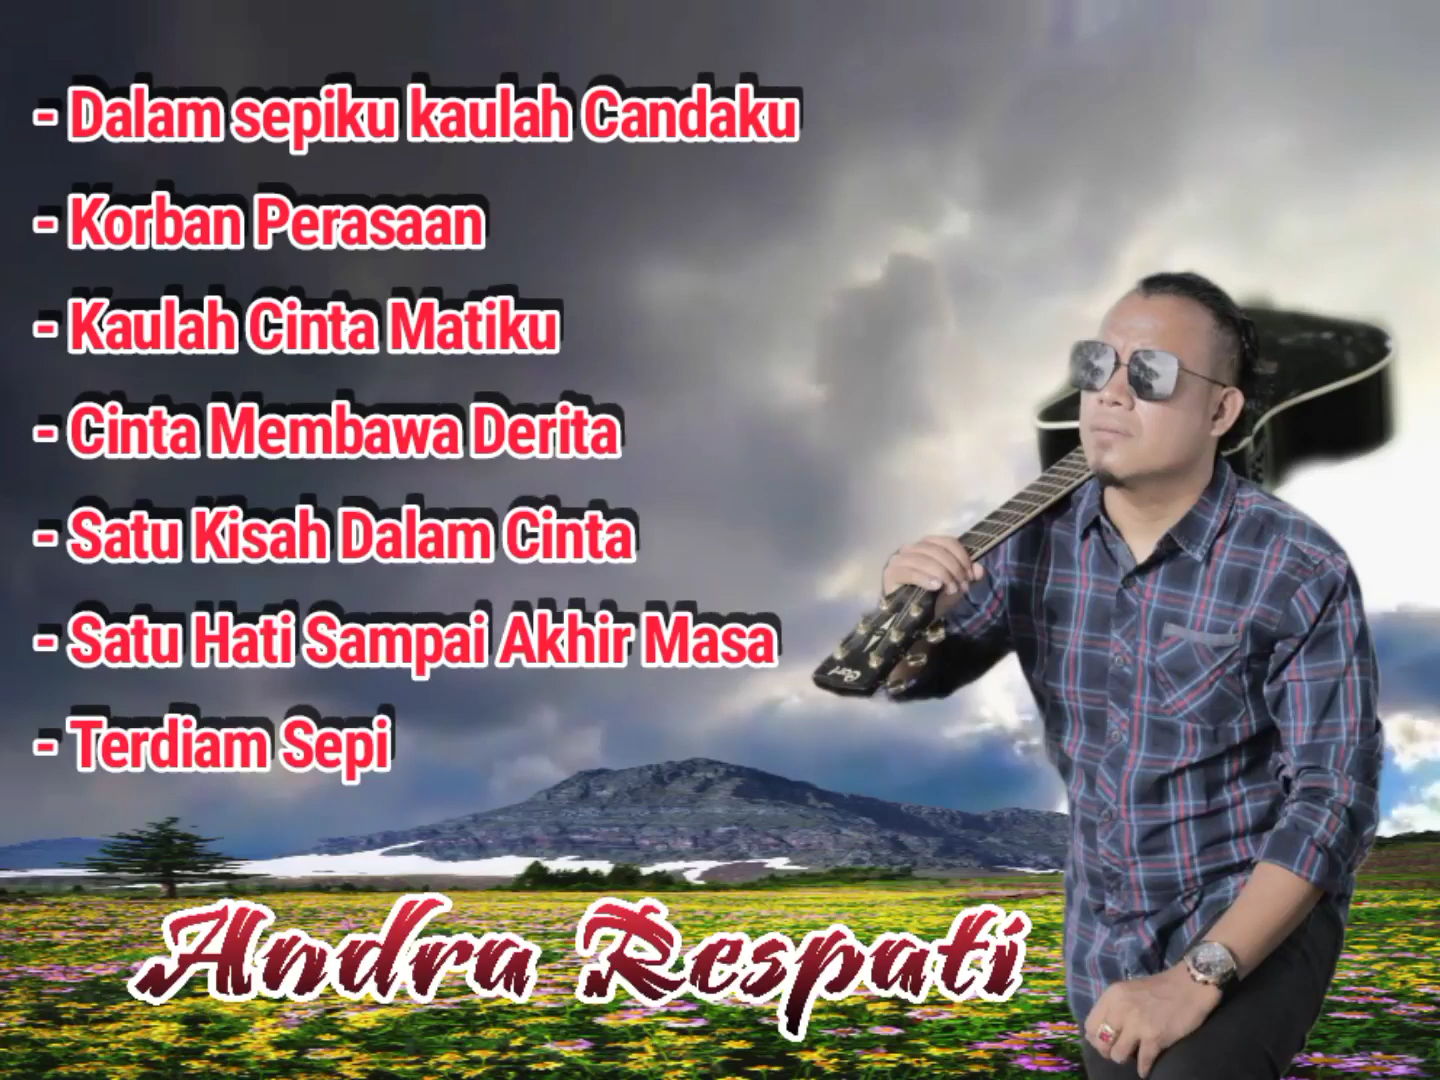 - Dalam sepiku kaulah Candaku
- Korban Perasaan
- Kaulah Cinta Matiku
- Cinta Membawa Derita
- Satu Kisah Dalam Cinta
- Satu Hati Sampai Akhir Masa
- Terdiam Sepi
Cort
Andra Respati